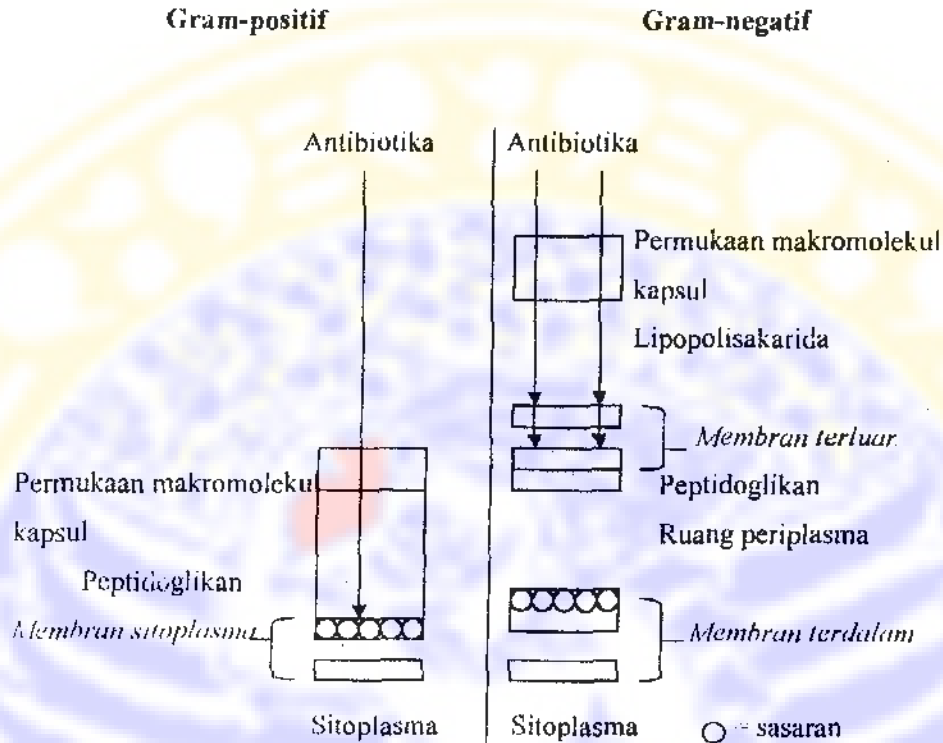 Gram-positif
Gram-negatif
Antibiotika
Antibiotika
Permukaan makromolekul
kapsul
Lipopolisakarida
Membran terluar
Peptidoglikan
Ruang periplasma
Permukaan makromoleku
kapsul
Peptidoglikan
Membran sitoplasma
Membran terdalam
Sitoplasma
Sitoplasma
= sasaran